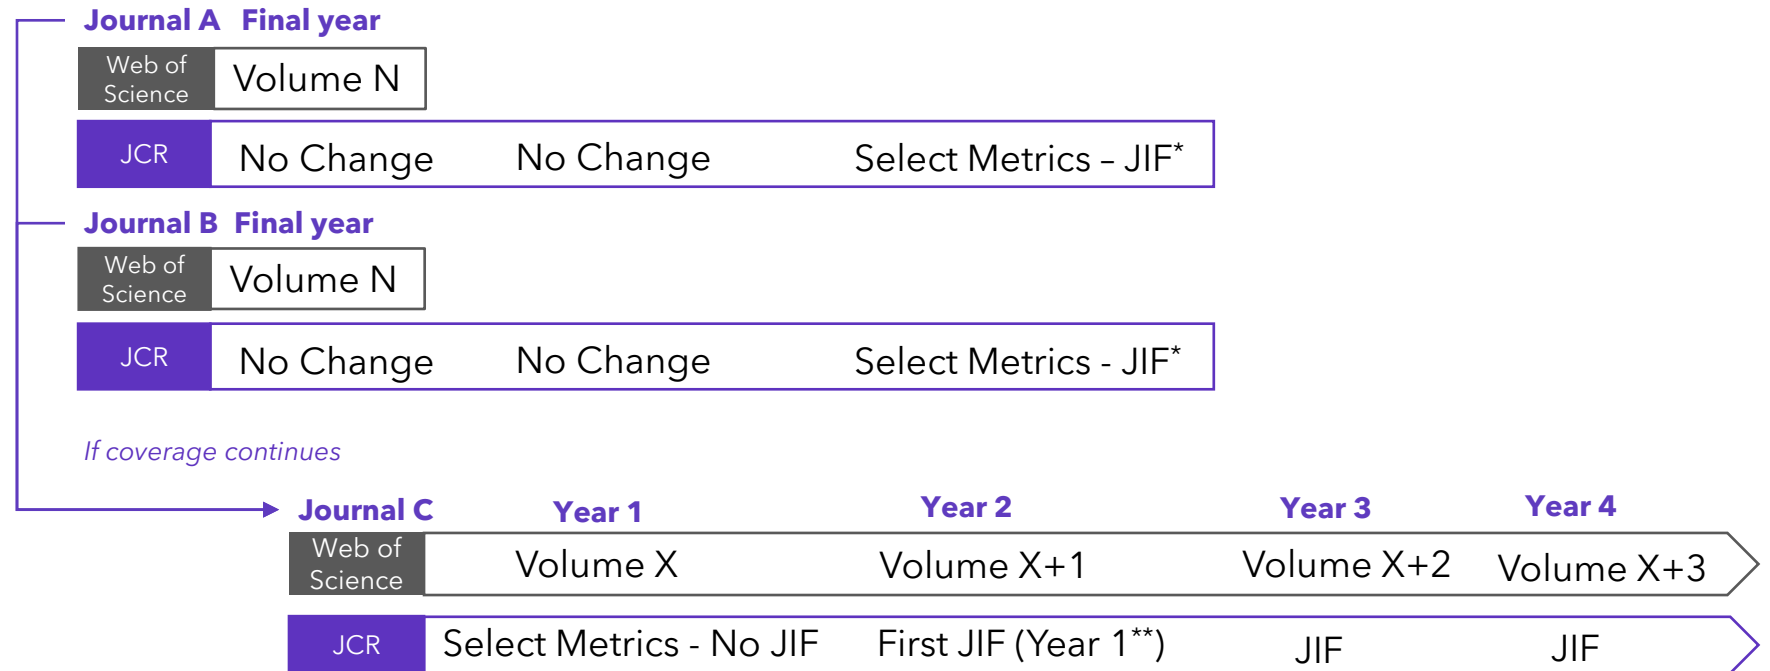 Journal A Final year
Web of Science Volume N
JCR No Change No Change Select Metrics – JIF*
Journal B Final year
Web of Science Volume N
JCR No Change No Change Select Metrics - JIF*
If coverage continues
Journal C Year 1 Year 2 Year 3 Year 4
Web of Science Volume X Volume X+1 Volume X+2 Volume X+3
JCR Select Metrics - No JIF First JIF (Year 1**) JIF JIF